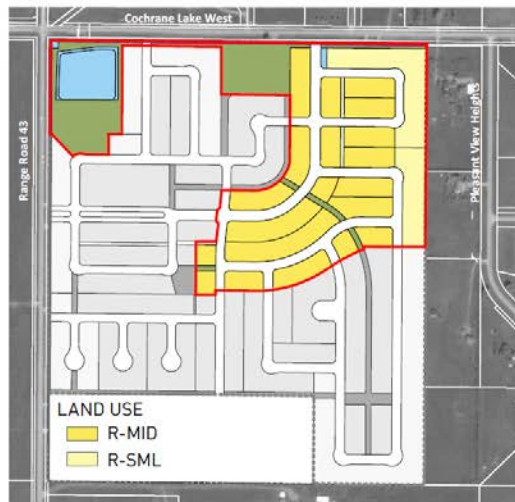 Cochrane Lake West
Range Road 43
Pleasant View Heights
LAND USE
R-MID
R-SML